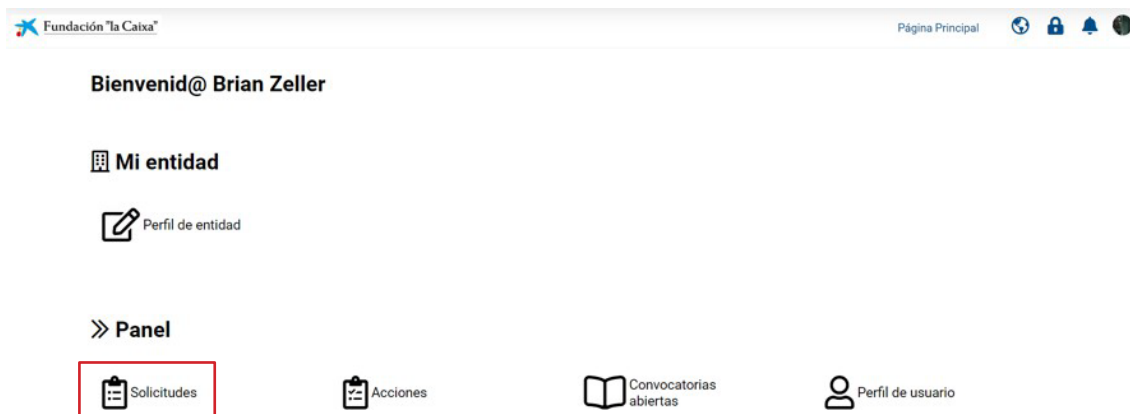 Fundación "la Caixa"
Página Principal
Bienvenid@ Brian Zeller
Mi entidad
Perfil de entidad
Panel
Solicitudes
Acciones
Convocatorias
abiertas
Perfil de usuario